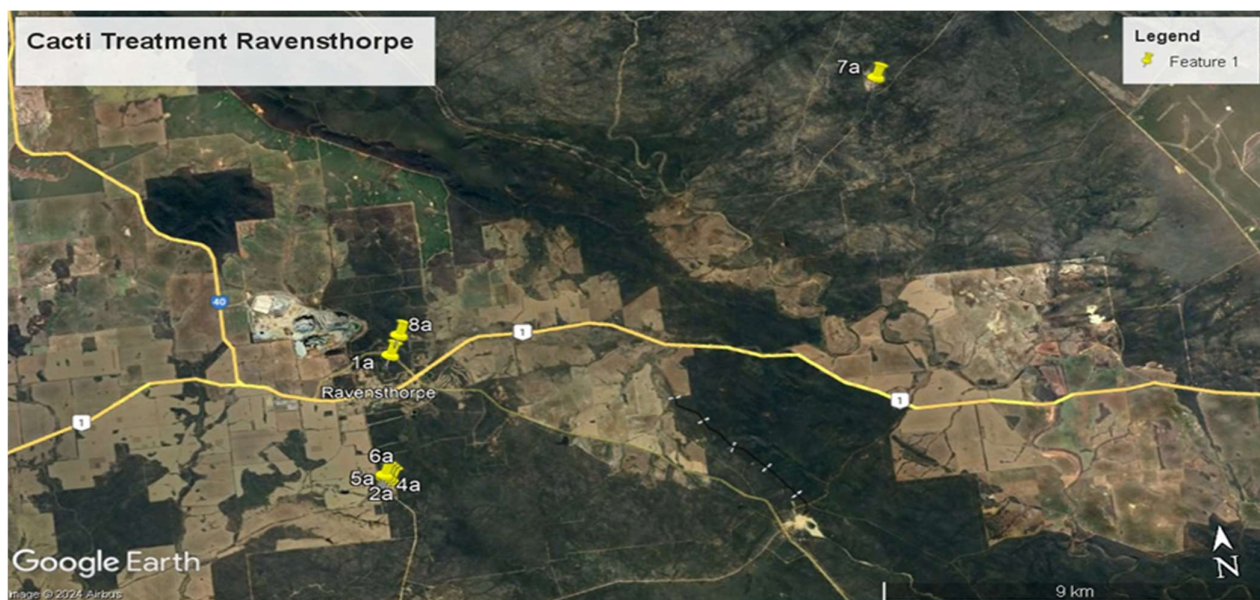 Cacti Treatment Ravensthorpe
Legend
Feature 1
7a
40
8a
1
1a
Ravensthorpe
1
1
6a
5a
4a
2a
Google Earth
N
Image © 2024 Airbus
9 km